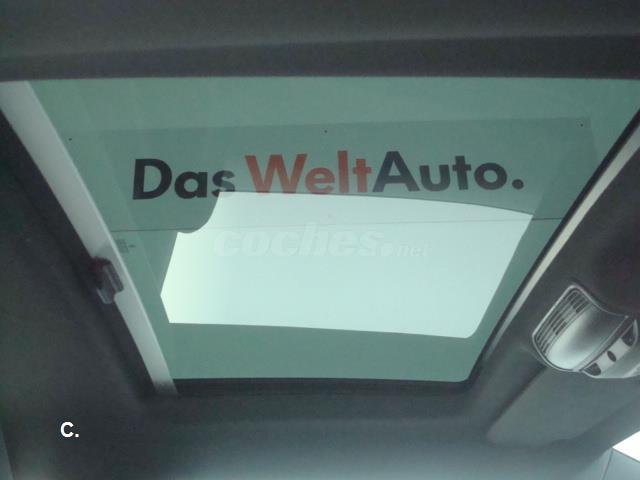 Das WeltAuto.
coches.net
C.